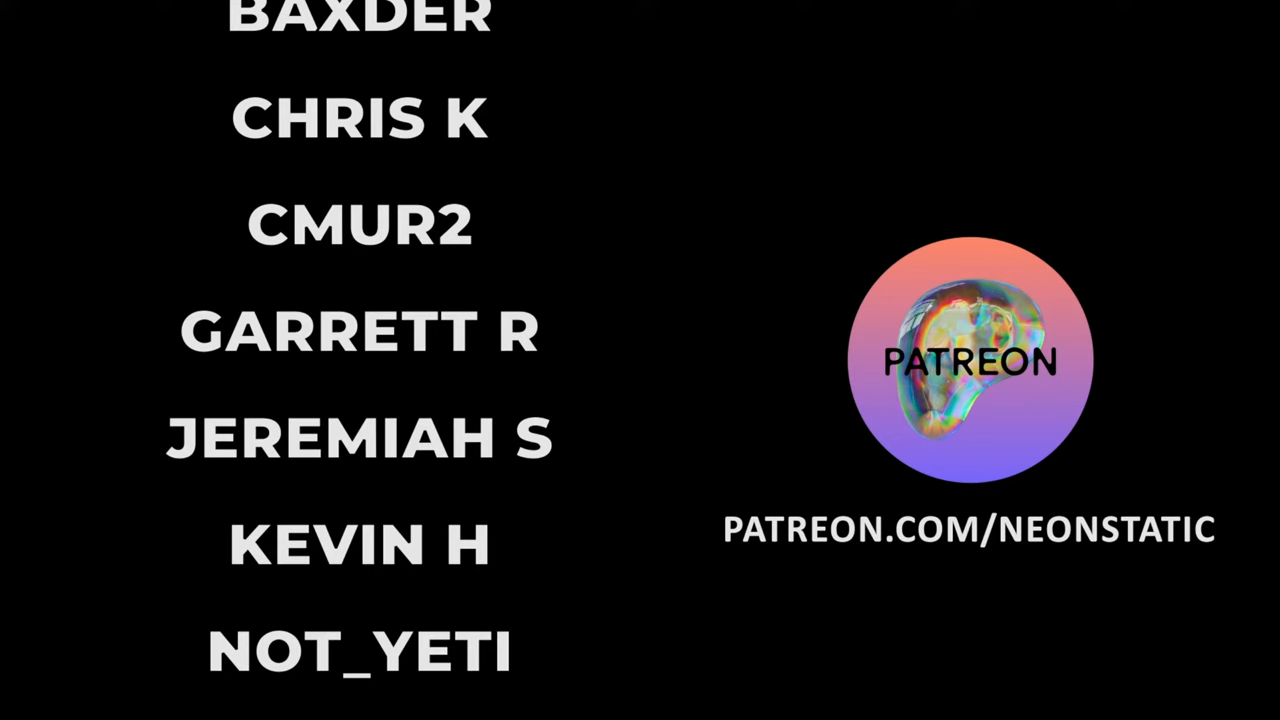 BAXDER
CHRIS K
CMUR2
GARRETT R
JEREMIAH S
KEVIN H
NOT_YETI
PATREON
PATREON.COM/NEONSTATIC